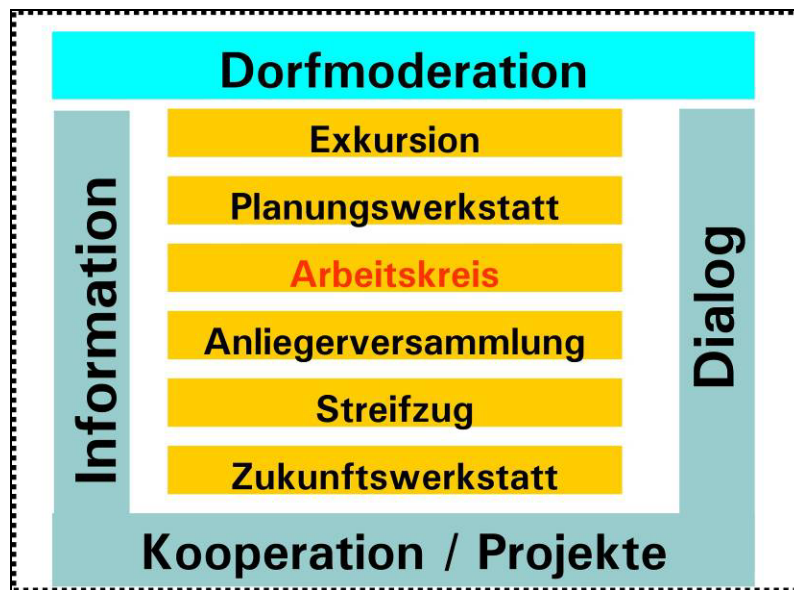 Dorfmoderation
Information
Exkursion
Planungswerkstatt
Arbeitskreis
Anliegerversammlung
Streifzug
Zukunftswerkstatt
Dialog
Kooperation / Projekte